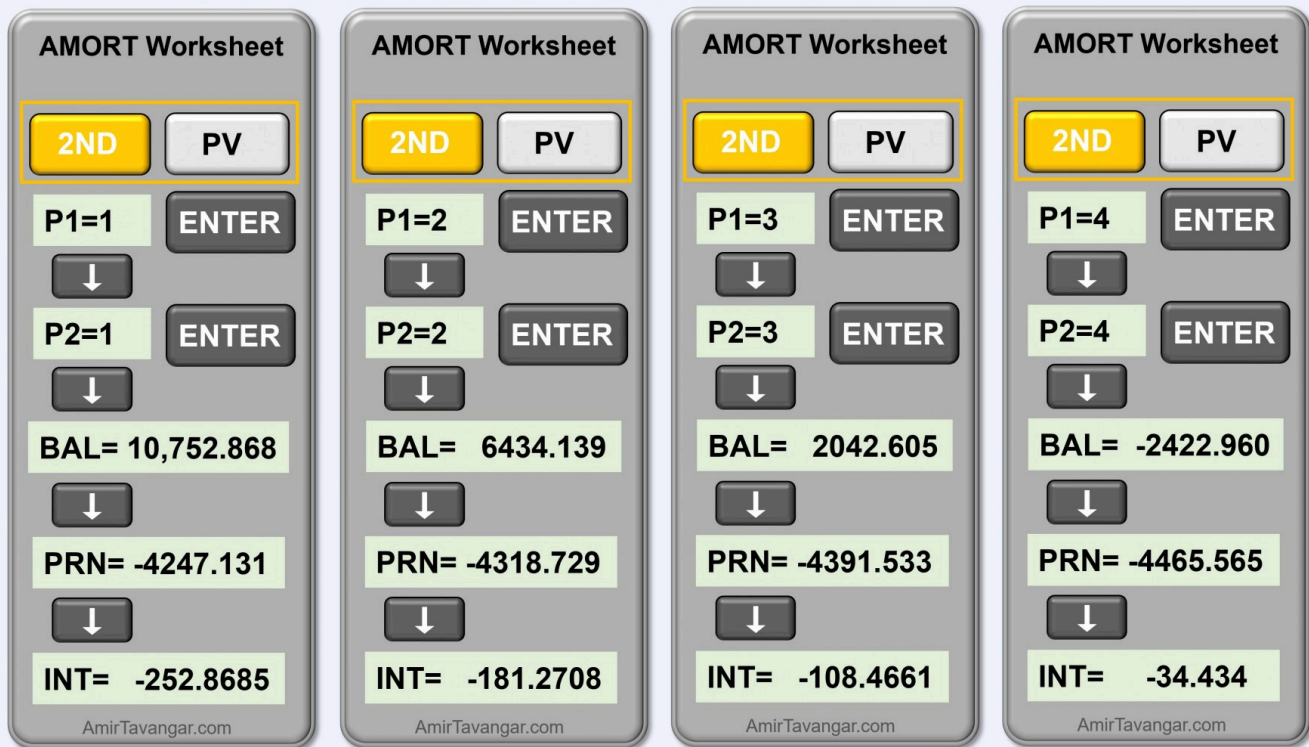 AMORT Worksheet
2ND PV
P1=1 ENTER
↓
P2=1 ENTER
↓
BAL= 10,752.868
↓
PRN= -4247.131
↓
INT= -252.8685
AmirTavangar.com
AMORT Worksheet
2ND PV
P1=2 ENTER
↓
P2=2 ENTER
↓
BAL= 6434.139
↓
PRN= -4318.729
↓
INT= -181.2708
AmirTavangar.com
AMORT Worksheet
2ND PV
P1=3 ENTER
↓
P2=3 ENTER
↓
BAL= 2042.605
↓
PRN= -4391.533
↓
INT= -108.4661
AmirTavangar.com
AMORT Worksheet
2ND PV
P1=4 ENTER
↓
P2=4 ENTER
↓
BAL= -2422.960
↓
PRN= -4465.565
↓
INT= -34.434
AmirTavangar.com